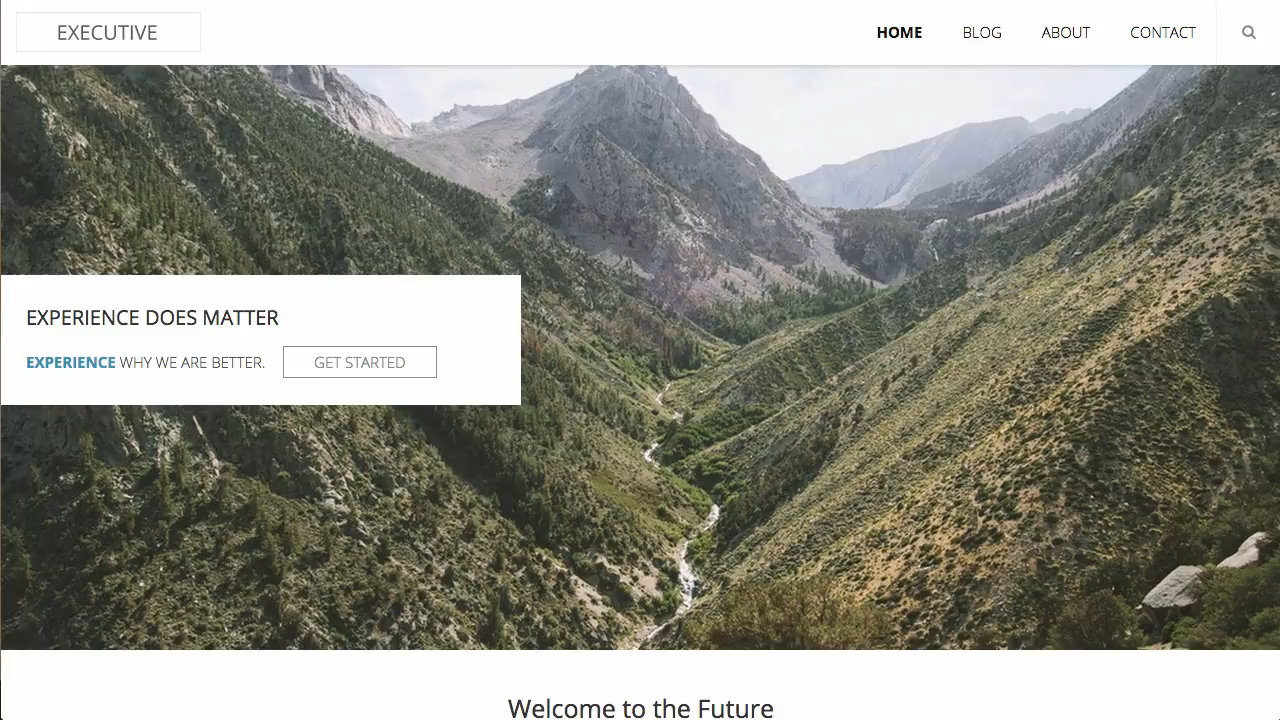 EXECUTIVE
HOME BLOG ABOUT CONTACT
EXPERIENCE DOES MATTER
EXPERIENCE WHY WE ARE BETTER. GET STARTED
Welcome to the Future